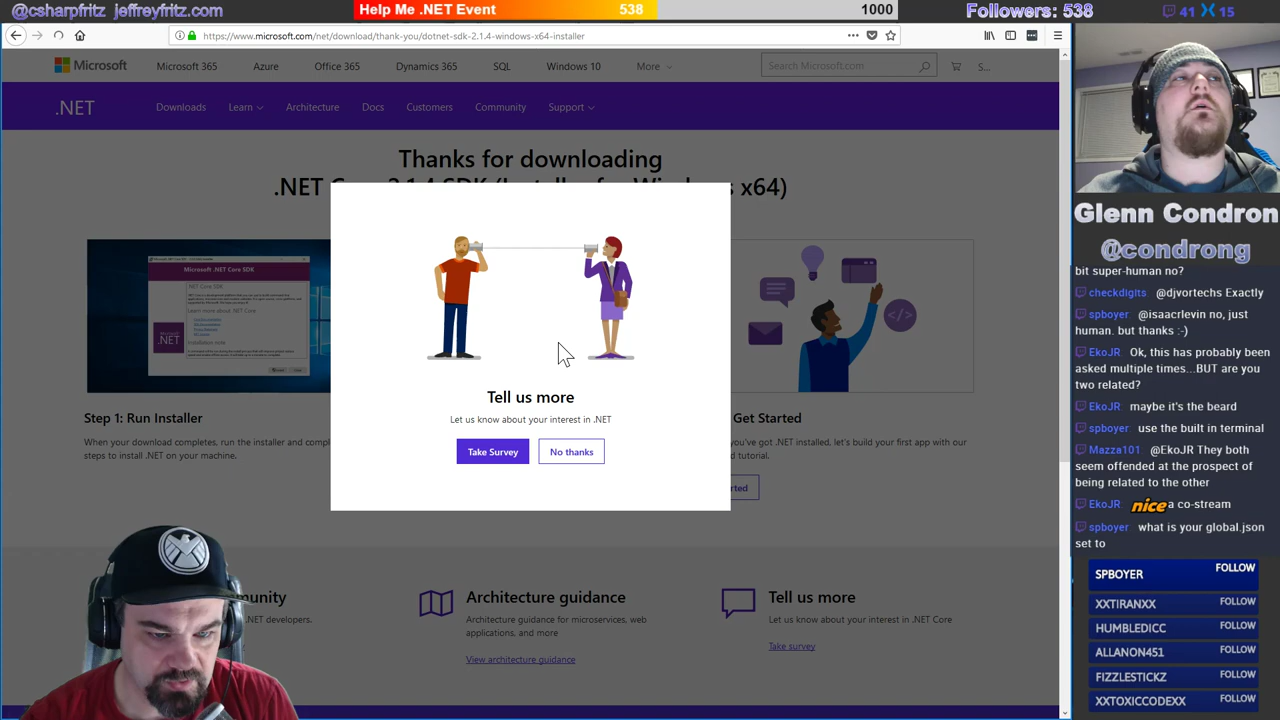 @csharpfritz jeffreyfritz.com
Help Me .NET Event 538 1000
Followers: 538 41 15
https://www.microsoft.com/net/download/thank-you/dotnet-sdk-2.1.4-windows-x64-installer
Microsoft Microsoft 365 Azure Office 365 Dynamics 365 SQL Windows 10 More Search Microsoft.com S...
.NET Downloads Learn Architecture Docs Customers Community Support
Thanks for downloading
Tell us more
Let us know about your interest in .NET
Take Survey No thanks
Step 1: Run Installer
When your download completes, run the installer and compl
steps to install .NET on your machine.
Microsoft .NET Core SDK
Microsoft
.NET
Get Started
you've got .NET installed, let's build your first app with our
d tutorial.
rted
munity
.NET developers.
Architecture guidance
Architecture guidance for microservices, web
applications, and more
View architecture guidance
Tell us more
Let us know about your interest in .NET Core
Take survey
Glenn Condron
@condrong
bit super-human no?
checkdigits @djvortechs Exactly
spboyer @isaacrlevin no, just
human. but thanks :-)
EkoJR Ok, this has probably been
asked multiple times...BUT are you
two related?
EkoJR maybe it's the beard
spboyer use the built in terminal
Mazza101 @EkoJR They both
seem offended at the prospect of
being related to the other
EkoJR nice a co-stream
spboyer what is your global.json
set to
SPBOYER FOLLOW
XXTIRANXX FOLLOW
HUMBLEDICC FOLLOW
ALLANON451 FOLLOW
FIZZLESTICKZ FOLLOW
XXTOXICCODEXX FOLLOW